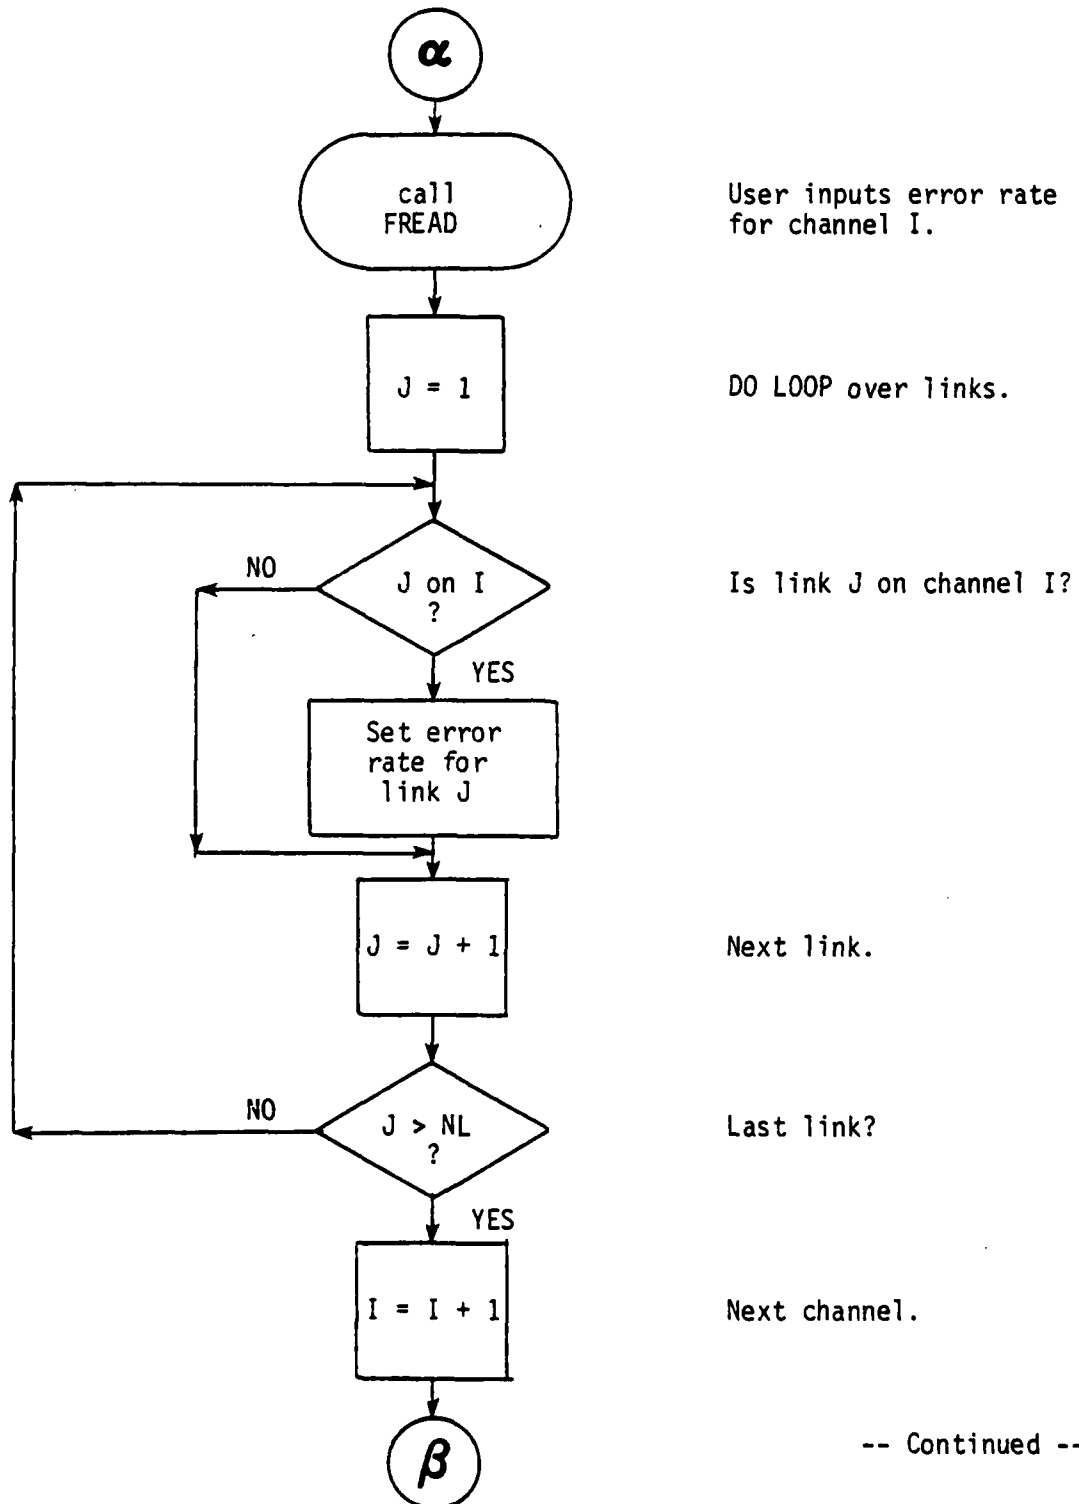 α
call
FREAD
User inputs error rate
for channel I.
J = 1
DO LOOP over links.
NO
J on I
?
Is link J on channel I?
YES
Set error
rate for
link J
J = J + 1
Next link.
NO
J > NL
?
Last link?
YES
I = I + 1
Next channel.
β
-- Continued --